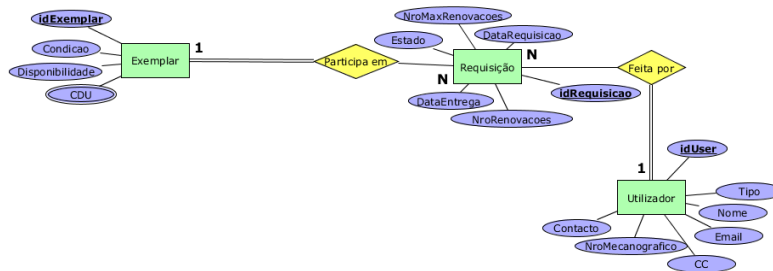 idExemplar
Condicao
Disponibilidade
CDU
Exemplar
1
Participa em
N
NroMaxRenovacoes
Estado
DataRequisicao
Requisição
N
idRequisicao
DataEntrega
NroRenovacoes
Feita por
1
idUser
Utilizador
Tipo
Nome
Email
CC
NroMecanografico
Contacto